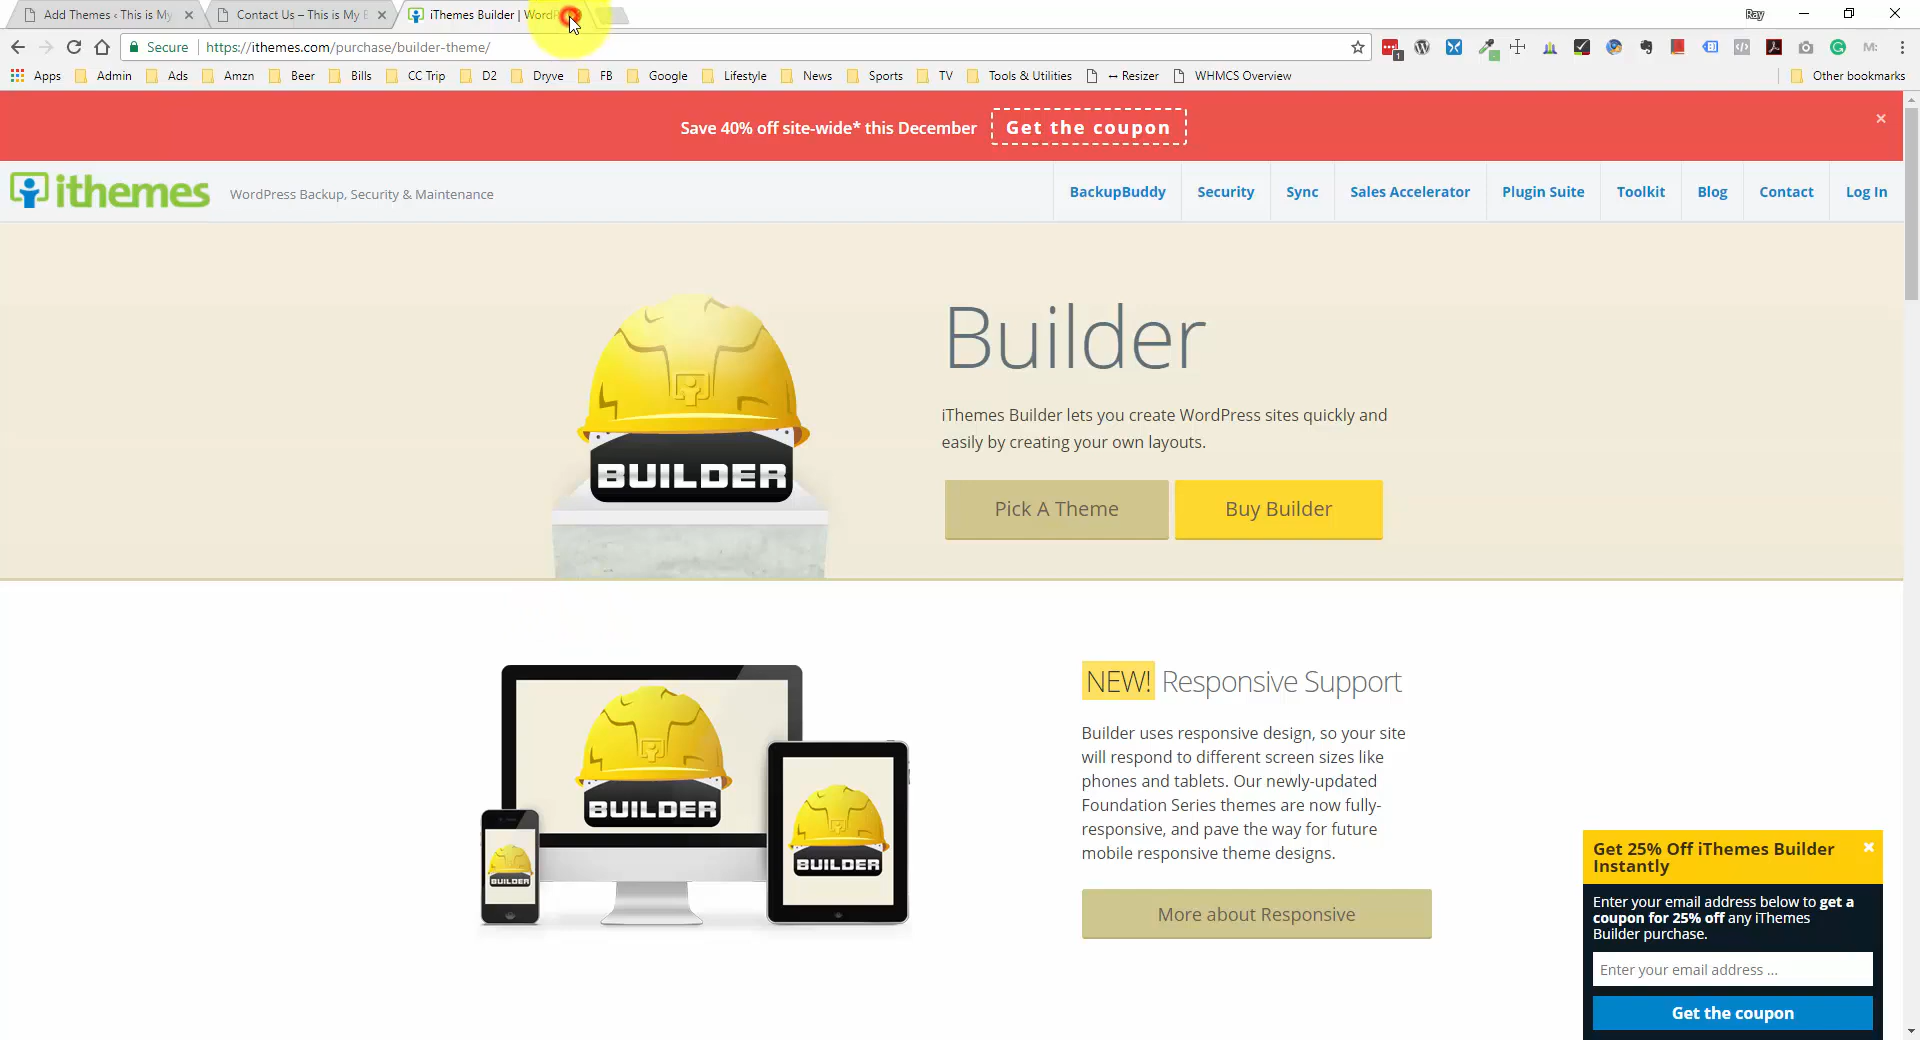 Add Themes ‹ This is My
Contact Us – This is My
iThemes Builder | Word
Ray
Secure
https://ithemes.com/purchase/builder-theme/
1
M:
Apps
Admin
Ads
Amzn
Beer
Bills
CC Trip
D2
Dryve
FB
Google
Lifestyle
News
Sports
TV
Tools & Utilities
↔ Resizer
WHMCS Overview
Other bookmarks
Save 40% off site-wide* this December
Get the coupon
×
ithemes
WordPress Backup, Security & Maintenance
BackupBuddy
Security
Sync
Sales Accelerator
Plugin Suite
Toolkit
Blog
Contact
Log In
BUILDER
Builder
iThemes Builder lets you create WordPress sites quickly and
easily by creating your own layouts.
Pick A Theme
Buy Builder
BUILDER
BUILDER
BUILDER
NEW! Responsive Support
Builder uses responsive design, so your site
will respond to different screen sizes like
phones and tablets. Our newly-updated
Foundation Series themes are now fully-
responsive, and pave the way for future
mobile responsive theme designs.
More about Responsive
Get 25% Off iThemes Builder
Instantly
Enter your email address below to get a
coupon for 25% off any iThemes
Builder purchase.
Enter your email address ...
Get the coupon